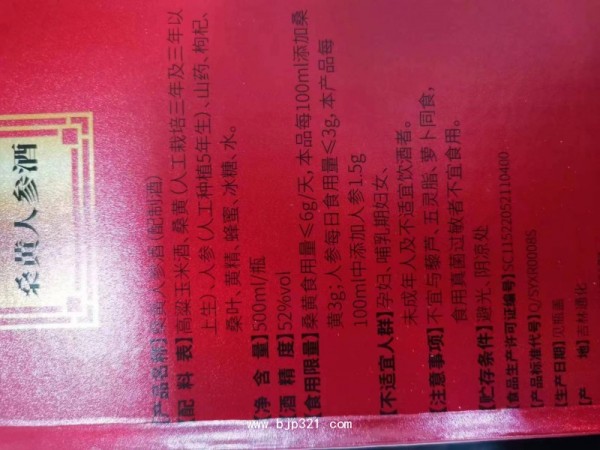 桑黄人参酒
【产品名称】桑黄人参酒(配制酒)
【配 料 表】高粱玉米酒、桑黄(人工栽培三年及三年以
上生)、人参(人工种植5年生)、山药、枸杞、
桑叶、黄精、蜂蜜、冰糖、水。
【净 含 量】500ml/瓶
【酒 精 度】52%vol
【食用限量】桑黄食用量≤6g/天,本品每100ml添加桑
黄3g;人参每日食用量≤3g,本产品每
100ml中添加人参1.5g
【不适宜人群】孕妇、哺乳期妇女、
未成年人及不适宜饮酒者。
【注意事项】不宜与藜芦、五灵脂、萝卜同食,
食用真菌过敏者不宜食用。
【贮存条件】避光、阴凉处
【食品生产许可证编号】SC11522052110400
【产品标准代号】Q/SYXR0008S
【生产日期】见瓶盖
【产 地】吉林通化
www.bjp321.com